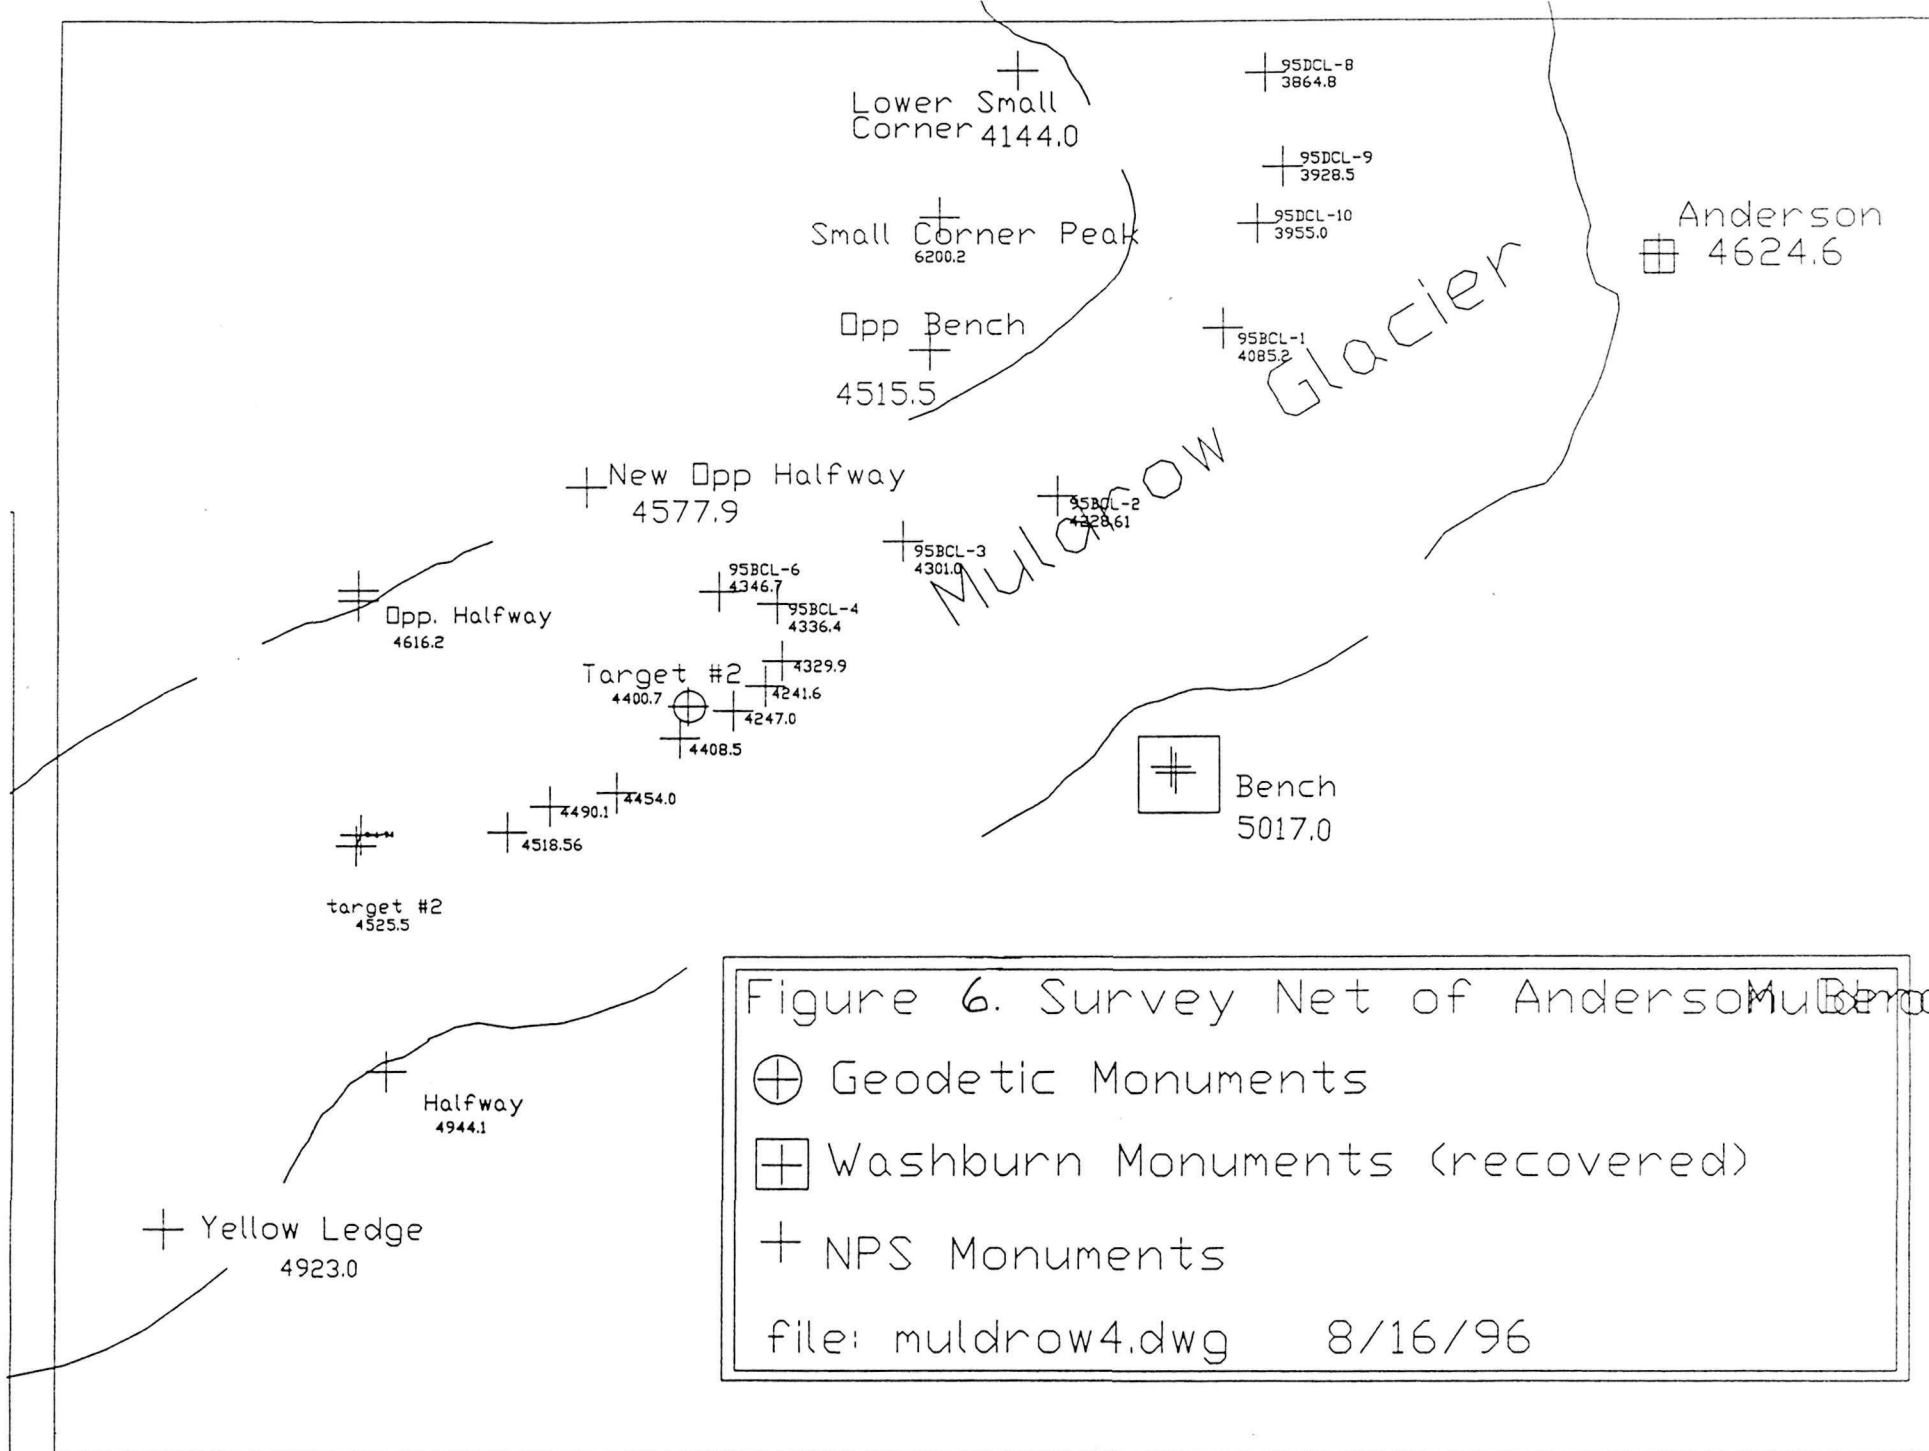 95DCL-8
3864.8
Lower Small
Corner 4144.0
95DCL-9
3928.5
Small Corner Peak
6200.2
95DCL-10
3955.0
Anderson
4624.6
Opp Bench
4515.5
95BCL-1
4085.2
Muldrow Glacier
New Opp Halfway
4577.9
95BCL-2
4228.61
95BCL-3
4301.0
95BCL-6
4346.7
95BCL-4
4336.4
Opp. Halfway
4616.2
4329.9
Target #2
4400.7
4241.6
4247.0
4408.5
4454.0
4490.1
4518.56
Bench
5017.0
target #2
4525.5
Halfway
4944.1
Yellow Ledge
4923.0
Figure 6. Survey Net of Anderson
Geodetic Monuments
Washburn Monuments (recovered)
NPS Monuments
file: muldrow4.dwg 8/16/96